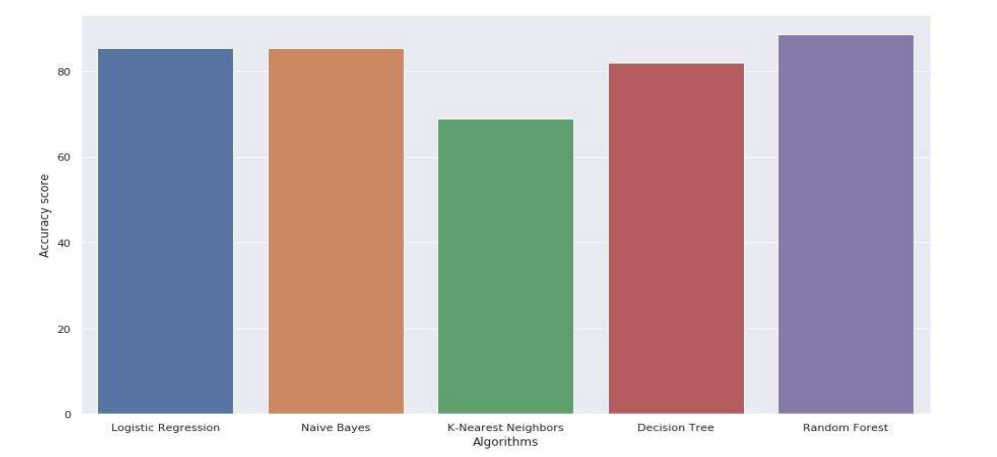 Accuracy score
80
60
40
20
0
Logistic Regression Naive Bayes K-Nearest Neighbors Decision Tree Random Forest
Algorithms